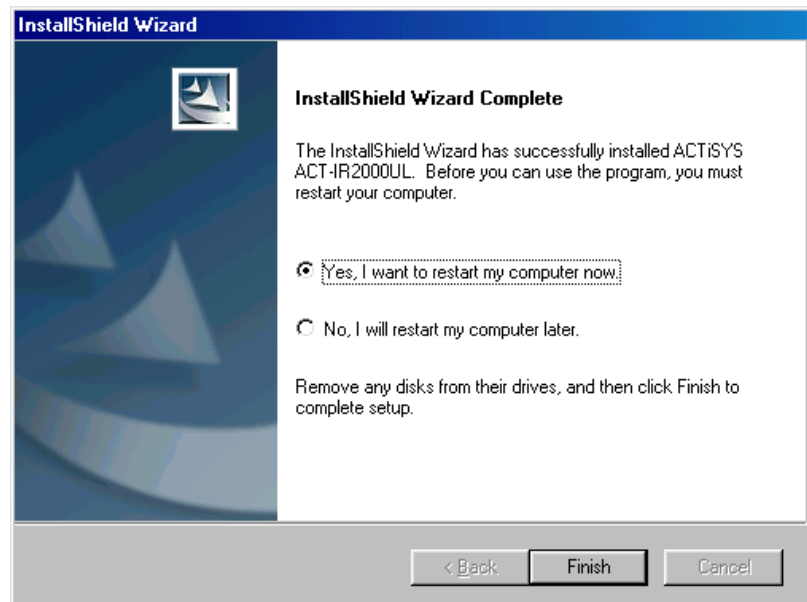 InstallShield Wizard
InstallShield Wizard Complete
The InstallShield Wizard has successfully installed ACTiSYS
ACT-IR2000UL.  Before you can use the program, you must
restart your computer.
Yes, I want to restart my computer now.
No, I will restart my computer later.
Remove any disks from their drives, and then click Finish to
complete setup.
< Back
Finish
Cancel